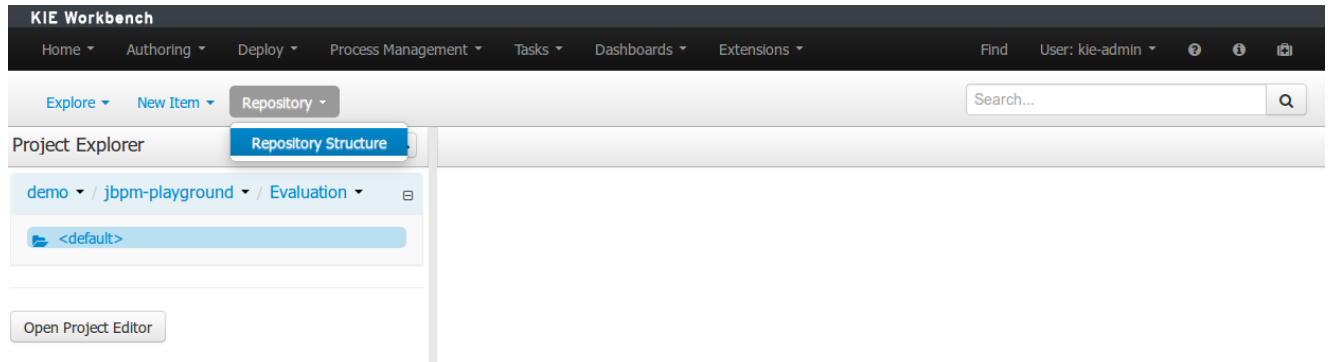 KIE Workbench
Home Authoring Deploy Process Management Tasks Dashboards Extensions Find User: kie-admin
Explore New Item Repository Search...
Project Explorer Repository Structure
demo / jbpm-playground / Evaluation
<default>
Open Project Editor